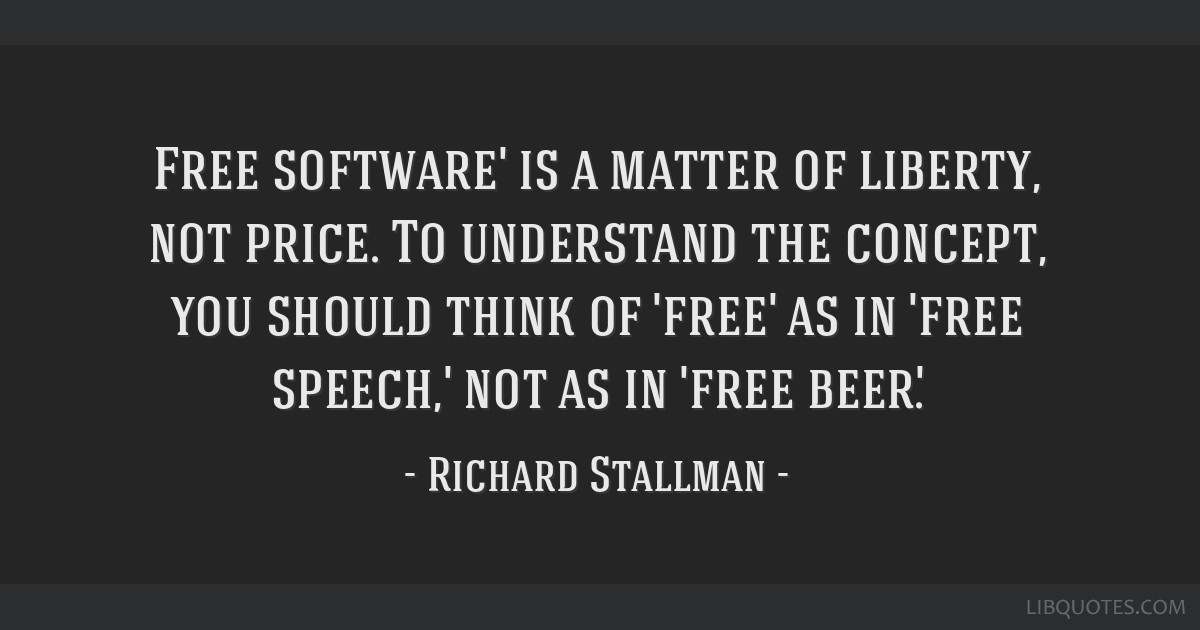 Free software' is a matter of liberty,
not price. To understand the concept,
you should think of 'free' as in 'free
speech,' not as in 'free beer'.
- Richard Stallman -
LIBQUOTES.COM